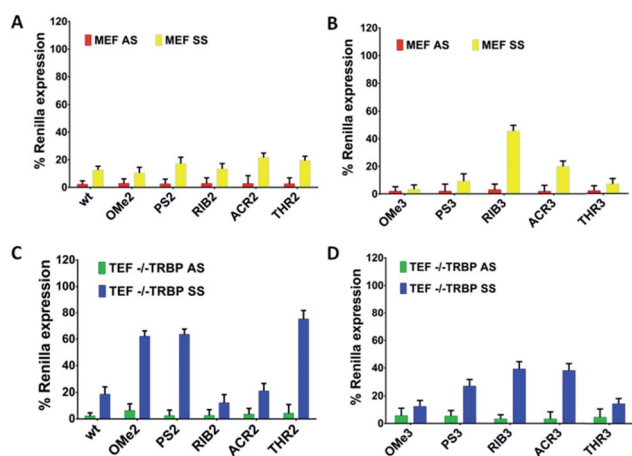 A
MEF AS MEF SS
% Renilla expression
120
100
80
60
40
20
0
wt OMe2 PS2 RIB2 ACR2 THR2
B
MEF AS MEF SS
% Renilla expression
120
100
80
60
40
20
0
OMe3 PS3 RIB3 ACR3 THR3
C
TEF -/-TRBP AS
TEF -/-TRBP SS
% Renilla expression
120
100
80
60
40
20
0
wt OMe2 PS2 RIB2 ACR2 THR2
D
TEF -/-TRBP AS
TEF -/-TRBP SS
% Renilla expression
120
100
80
60
40
20
0
OMe3 PS3 RIB3 ACR3 THR3